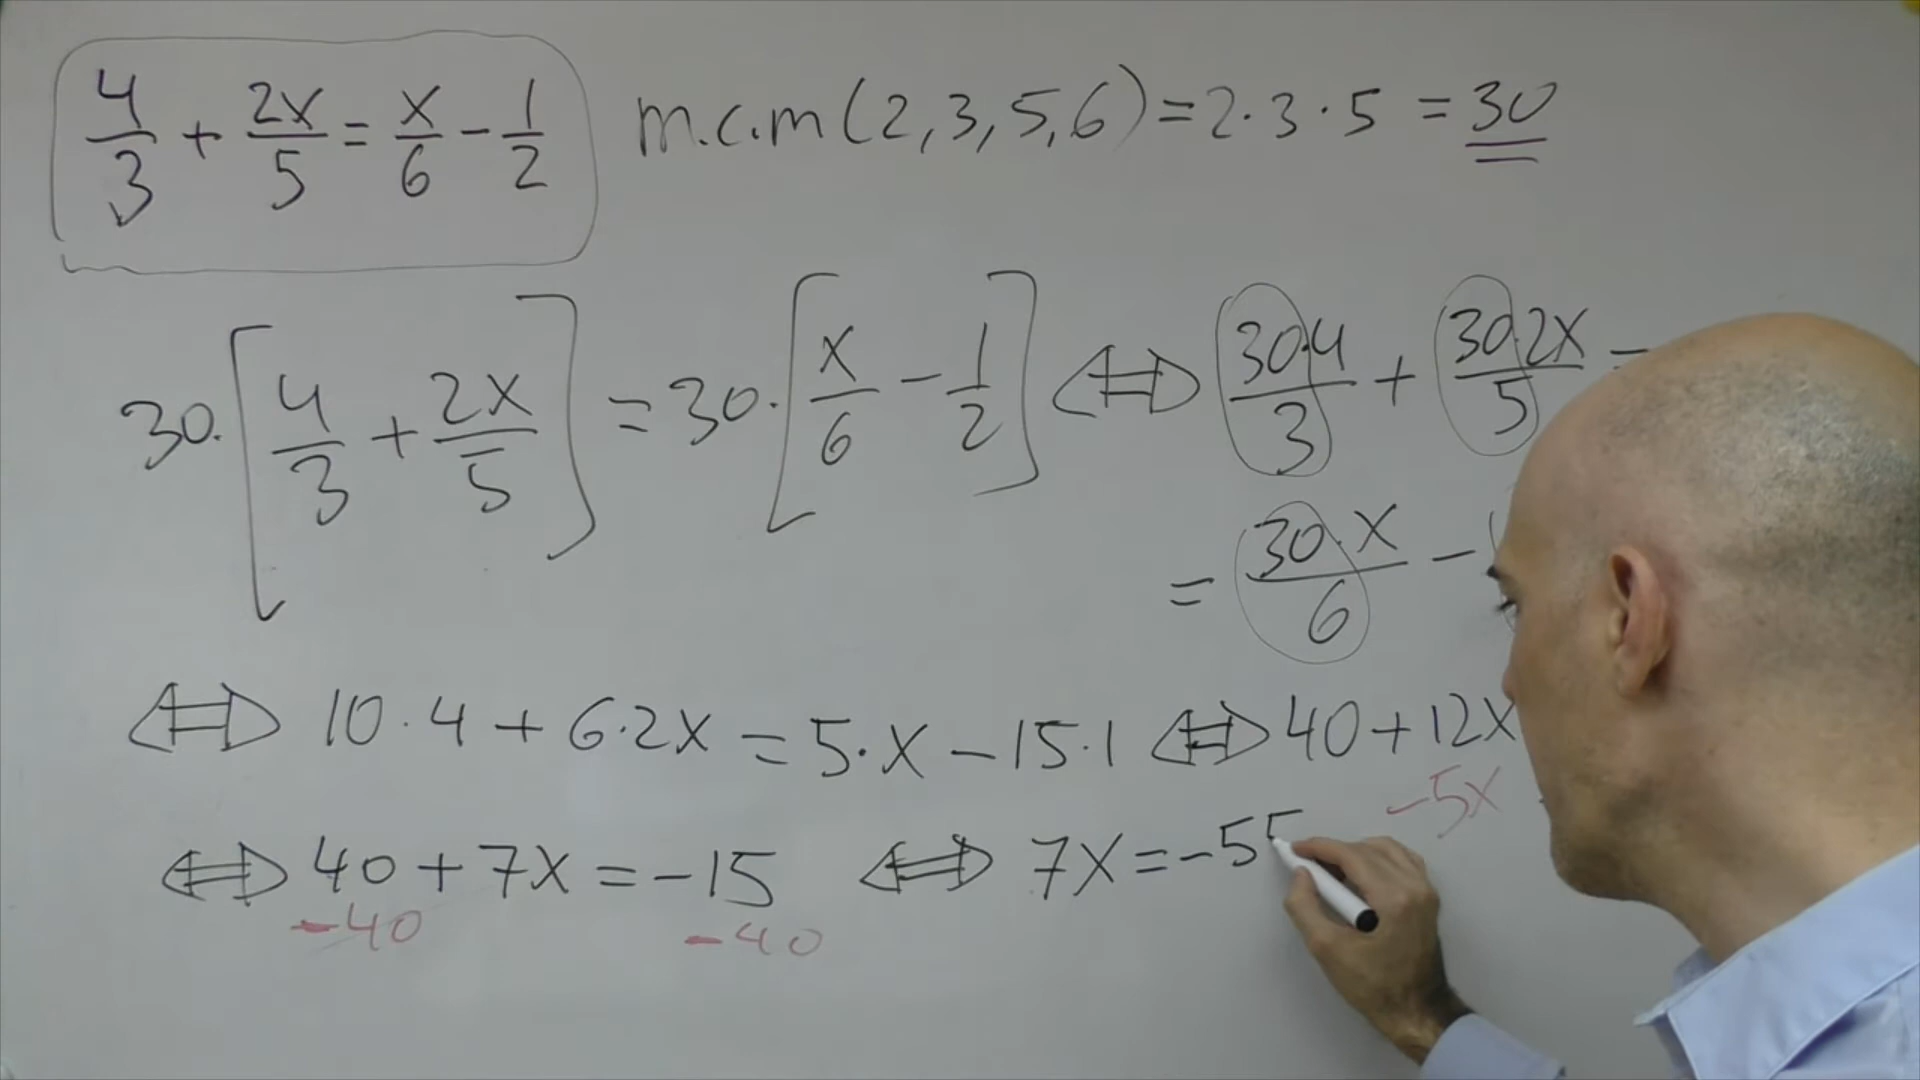 4/3 + 2x/5 = x/6 - 1/2 m.c.m(2,3,5,6) = 2·3·5 = 30
30·[4/3 + 2x/5] = 30·[x/6 - 1/2] ⟺ 30·4/3 + 30·2x/5 =
= 30·x/6 -
⟺ 10·4 + 6·2x = 5·x - 15·1 ⟺ 40 + 12x
-5x
⟺ 40 + 7x = -15 ⟺ 7x = -55
-40 -40